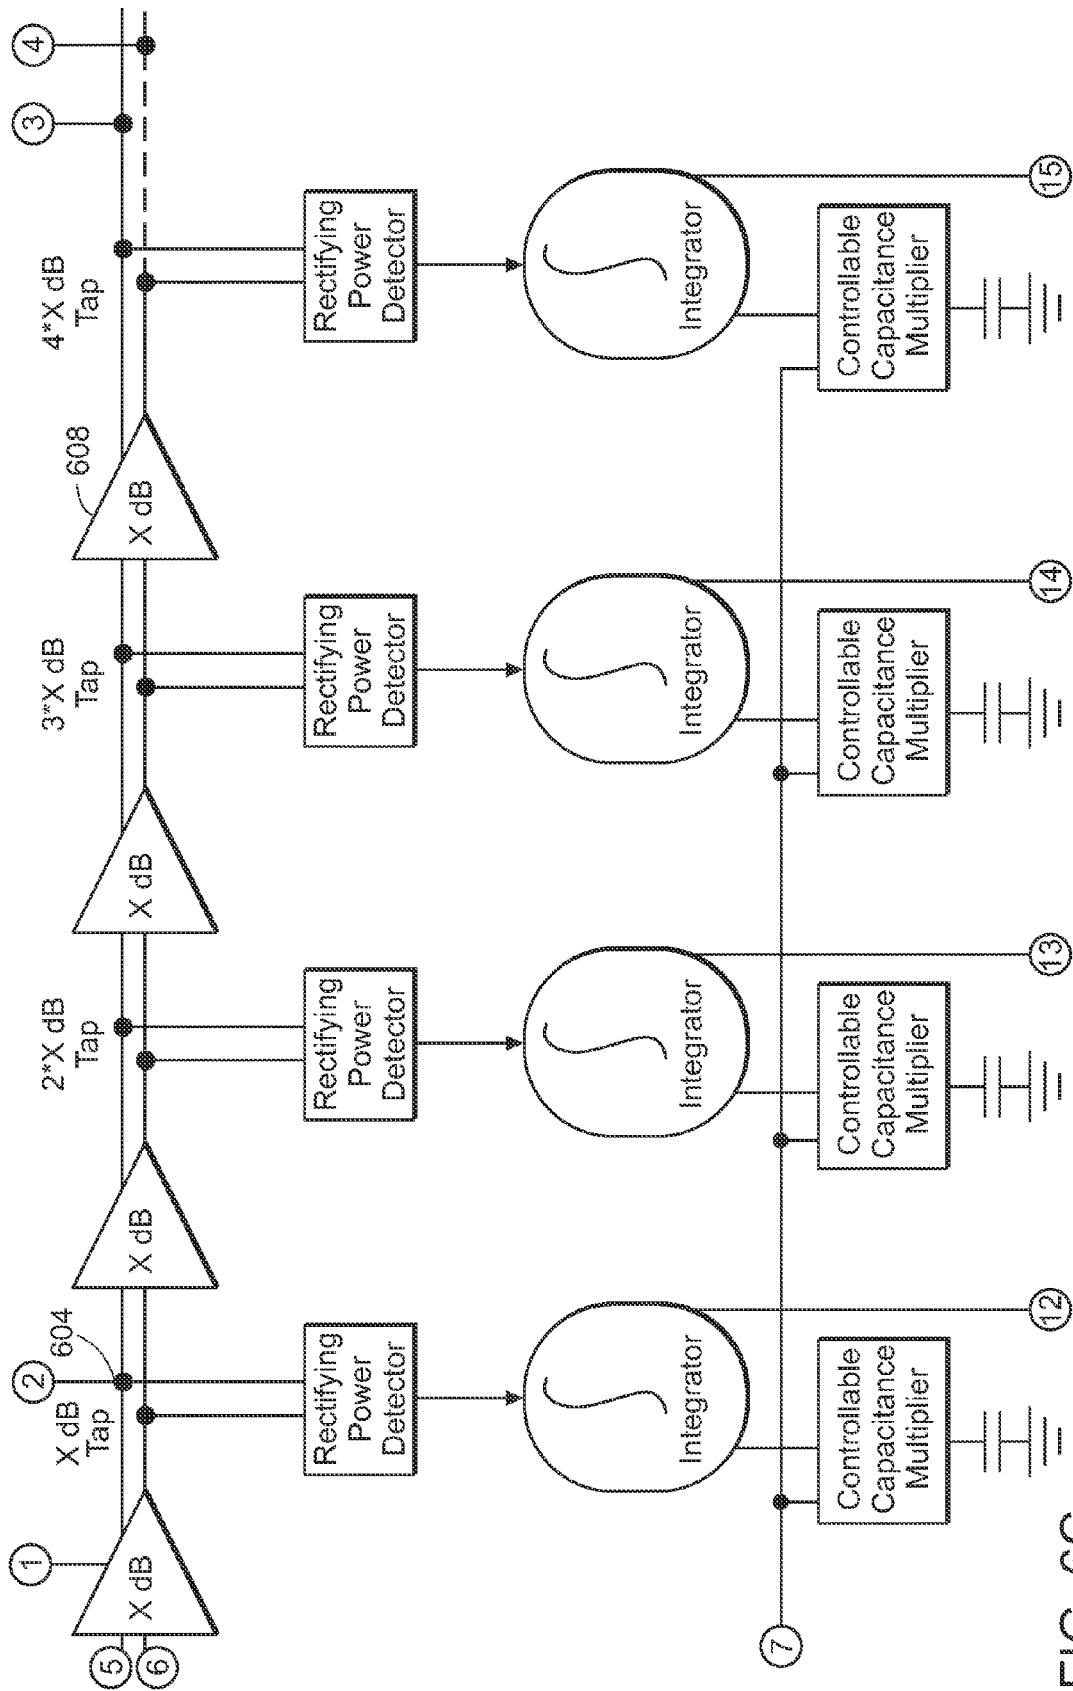 5
6
1
X dB
X dB
Tap
2
604
X dB
2*X dB
Tap
X dB
3*X dB
Tap
X dB
608
4*X dB
Tap
3
4
Rectifying
Power
Detector
Rectifying
Power
Detector
Rectifying
Power
Detector
Rectifying
Power
Detector
Integrator
Integrator
Integrator
Integrator
7
Controllable
Capacitance
Multiplier
12
Controllable
Capacitance
Multiplier
13
Controllable
Capacitance
Multiplier
14
Controllable
Capacitance
Multiplier
15
FIG.